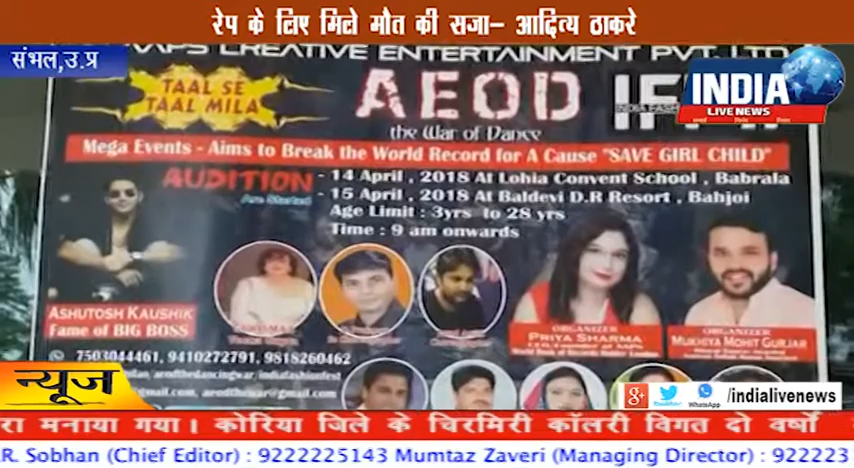 रेप के लिए मिले मौत की सजा- आदित्य ठाकरे
संभल,उ.प्र
CREATIVE ENTERTAINMENT PVT. LTD
TAAL SE
TAAL MILA
AEOD
the War of Dance
INDIA
LIVE NEWS
Mega Events - Aims to Break the World Record for A Cause "SAVE GIRL CHILD"
AUDITION
Are Started
- 14 April , 2018 At Lohia Convent School , Babrala
- 15 April , 2018 At Baldevi D.R Resort , Bahjoi
Age Limit : 3yrs to 28 yrs
Time : 9 am onwards
ASHUTOSH KAUSHIK
Fame of BIG BOSS
ORGANIZER
PRIYA SHARMA
ORGANIZER
MUKHIYA MOHIT GURJAR
7503044461, 9410272791, 9818260462
न्यूज
WhatsApp
/indialivenews
रा मनाया गया। कोरिया जिले के चिरमिरी कॉलरी विगत दो वर्षों
.R. Sobhan (Chief Editor) : 9222225143 Mumtaz Zaveri (Managing Director) : 922223